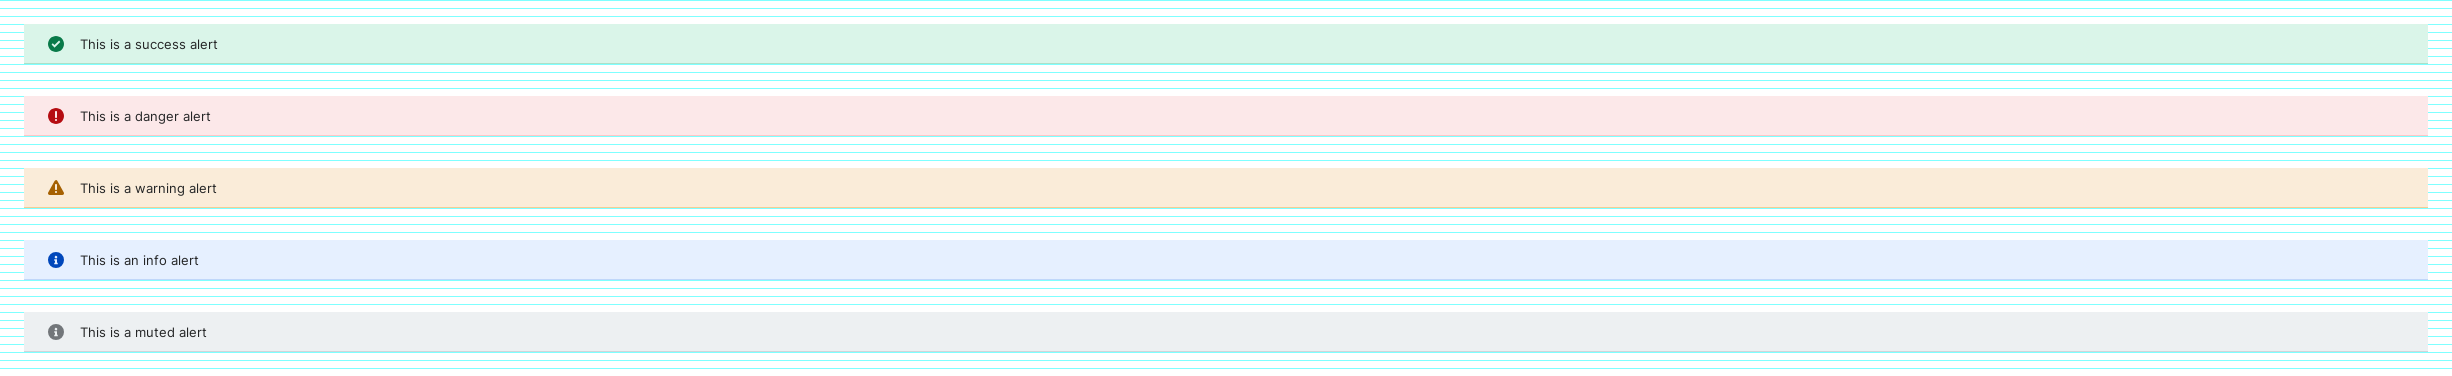 This is a success alert
This is a danger alert
This is a warning alert
This is an info alert
This is a muted alert